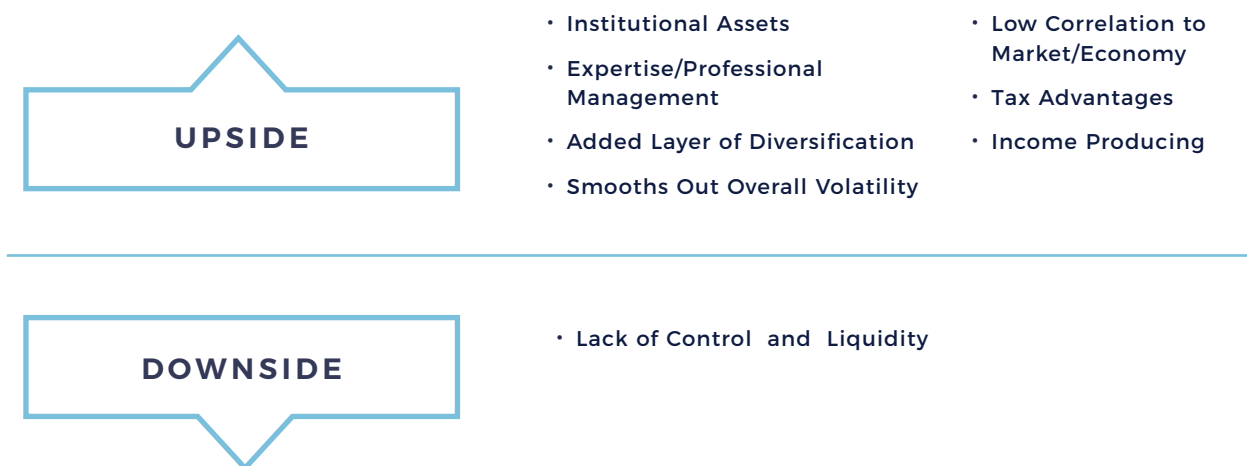 UPSIDE
• Institutional Assets
• Expertise/Professional
Management
• Added Layer of Diversification
• Smooths Out Overall Volatility
• Low Correlation to
Market/Economy
• Tax Advantages
• Income Producing
DOWNSIDE
• Lack of Control and Liquidity